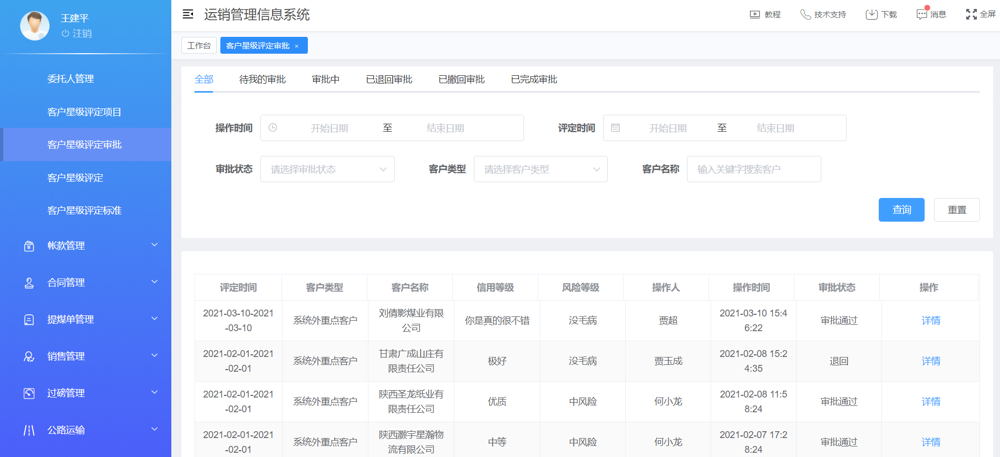 王建平
注销
运销管理信息系统
教程
技术支持
下载
消息
全屏
工作台
客户星级评定审批 ×
委托人管理
客户星级评定项目
客户星级评定审批
客户星级评定
客户星级评定标准
帐款管理
合同管理
提煤单管理
销售管理
过磅管理
公路运输
全部 待我的审批 审批中 已退回审批 已撤回审批 已完成审批
操作时间 开始日期 至 结束日期 评定时间 开始日期 至 结束日期
审批状态 请选择审批状态 客户类型 请选择客户类型 客户名称 输入关键字搜索客户
查询 重置
评定时间 客户类型 客户名称 信用等级 风险等级 操作人 操作时间 审批状态 操作
2021-03-10-2021
-03-10
系统外重点客户
刘倩影煤业有限
公司
你是真的很不错
没毛病
贾超
2021-03-10 15:4
6:22
审批通过
详情
2021-02-01-2021
-02-01
系统外重点客户
甘肃广成山庄有
限责任公司
极好
没毛病
贾玉成
2021-02-08 15:2
4:35
退回
详情
2021-02-01-2021
-02-01
系统外重点客户
陕西圣龙纸业有
限责任公司
优质
中风险
何小龙
2021-02-08 11:5
8:24
审批通过
详情
2021-02-01-2021
-02-01
系统外重点客户
陕西灏宇星瀚物
流有限公司
中等
中风险
何小龙
2021-02-07 17:2
8:24
审批通过
详情